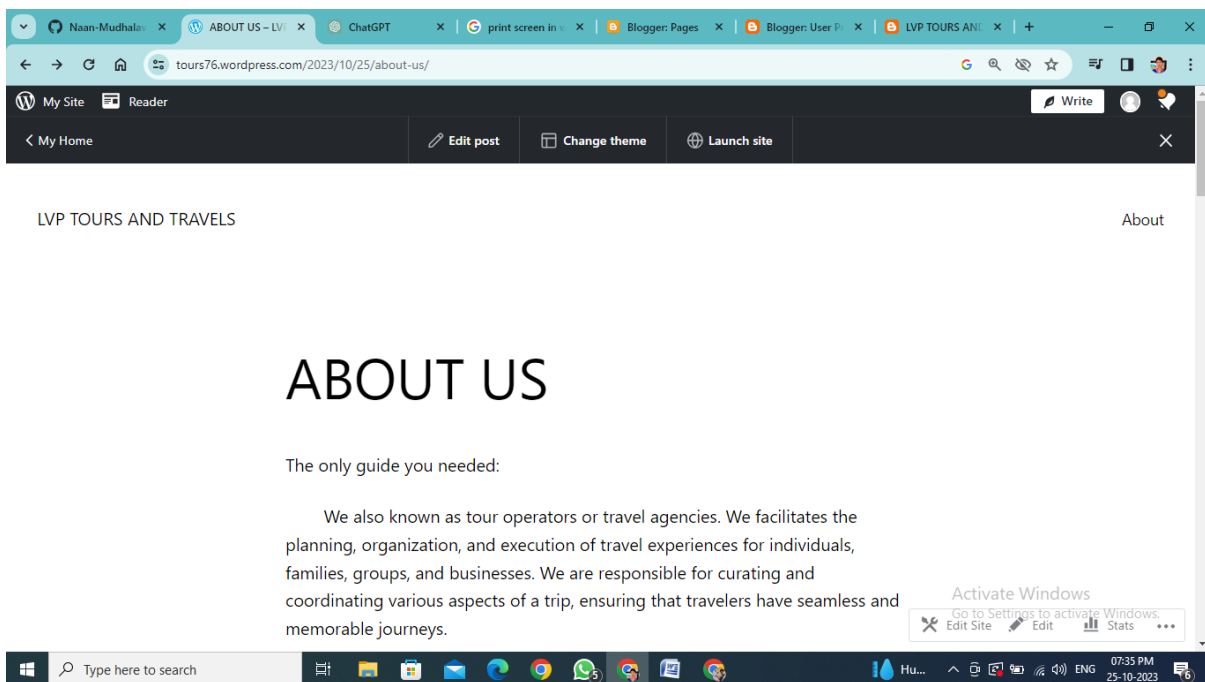 Naan-Mudhalav
ABOUT US – LV
ChatGPT
print screen in
Blogger: Pages
Blogger: User P
LVP TOURS AND
tours76.wordpress.com/2023/10/25/about-us/
My Site Reader Write
My Home Edit post Change theme Launch site
LVP TOURS AND TRAVELS About
ABOUT US
The only guide you needed:
We also known as tour operators or travel agencies. We facilitates the
planning, organization, and execution of travel experiences for individuals,
families, groups, and businesses. We are responsible for curating and
coordinating various aspects of a trip, ensuring that travelers have seamless and
memorable journeys.
Activate Windows
Go to Settings to activate Windows.
Edit Site Edit Stats
Type here to search Hu... ENG 07:35 PM
25-10-2023